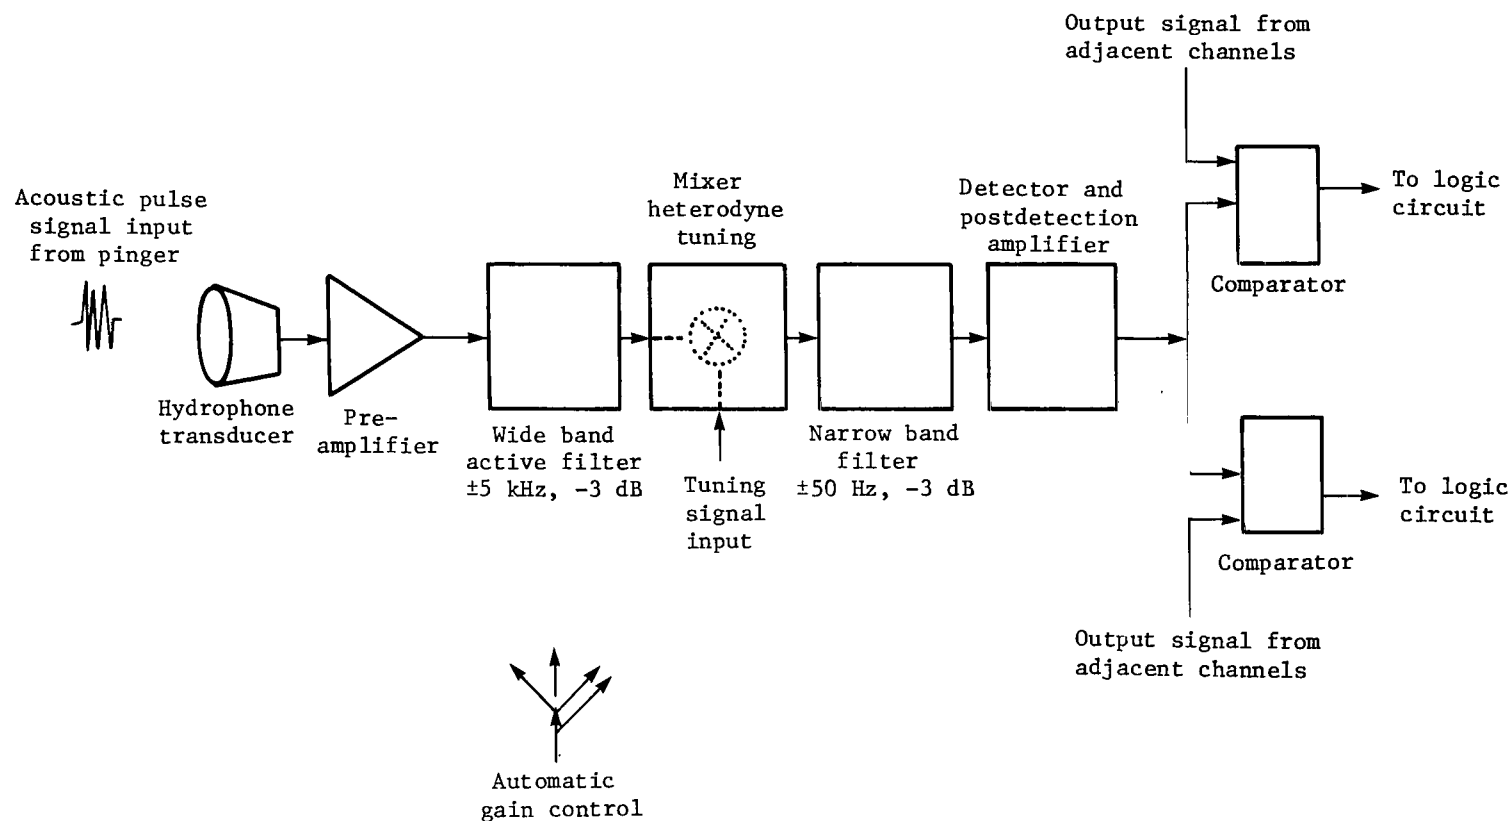 Output signal from
adjacent channels
Acoustic pulse
signal input
from pinger
Mixer
heterodyne
tuning
Detector and
postdetection
amplifier
To logic
circuit
Comparator
Hydrophone
transducer
Pre-
amplifier
Wide band
active filter
±5 kHz, -3 dB
Tuning
signal
input
Narrow band
filter
±50 Hz, -3 dB
To logic
circuit
Comparator
Output signal from
adjacent channels
Automatic
gain control